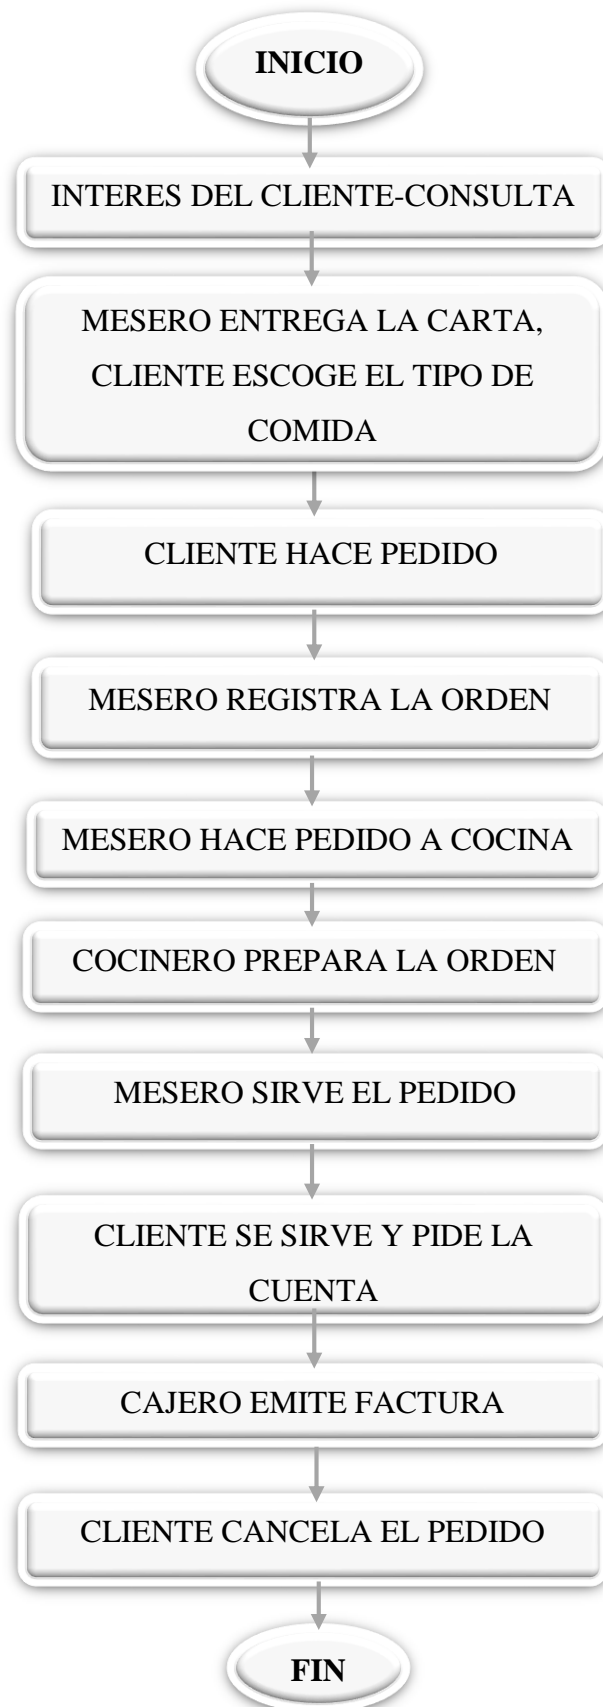 INICIO
INTERES DEL CLIENTE-CONSULTA
MESERO ENTREGA LA CARTA,
CLIENTE ESCOGE EL TIPO DE
COMIDA
CLIENTE HACE PEDIDO
MESERO REGISTRA LA ORDEN
MESERO HACE PEDIDO A COCINA
COCINERO PREPARA LA ORDEN
MESERO SIRVE EL PEDIDO
CLIENTE SE SIRVE Y PIDE LA
CUENTA
CAJERO EMITE FACTURA
CLIENTE CANCELA EL PEDIDO
FIN